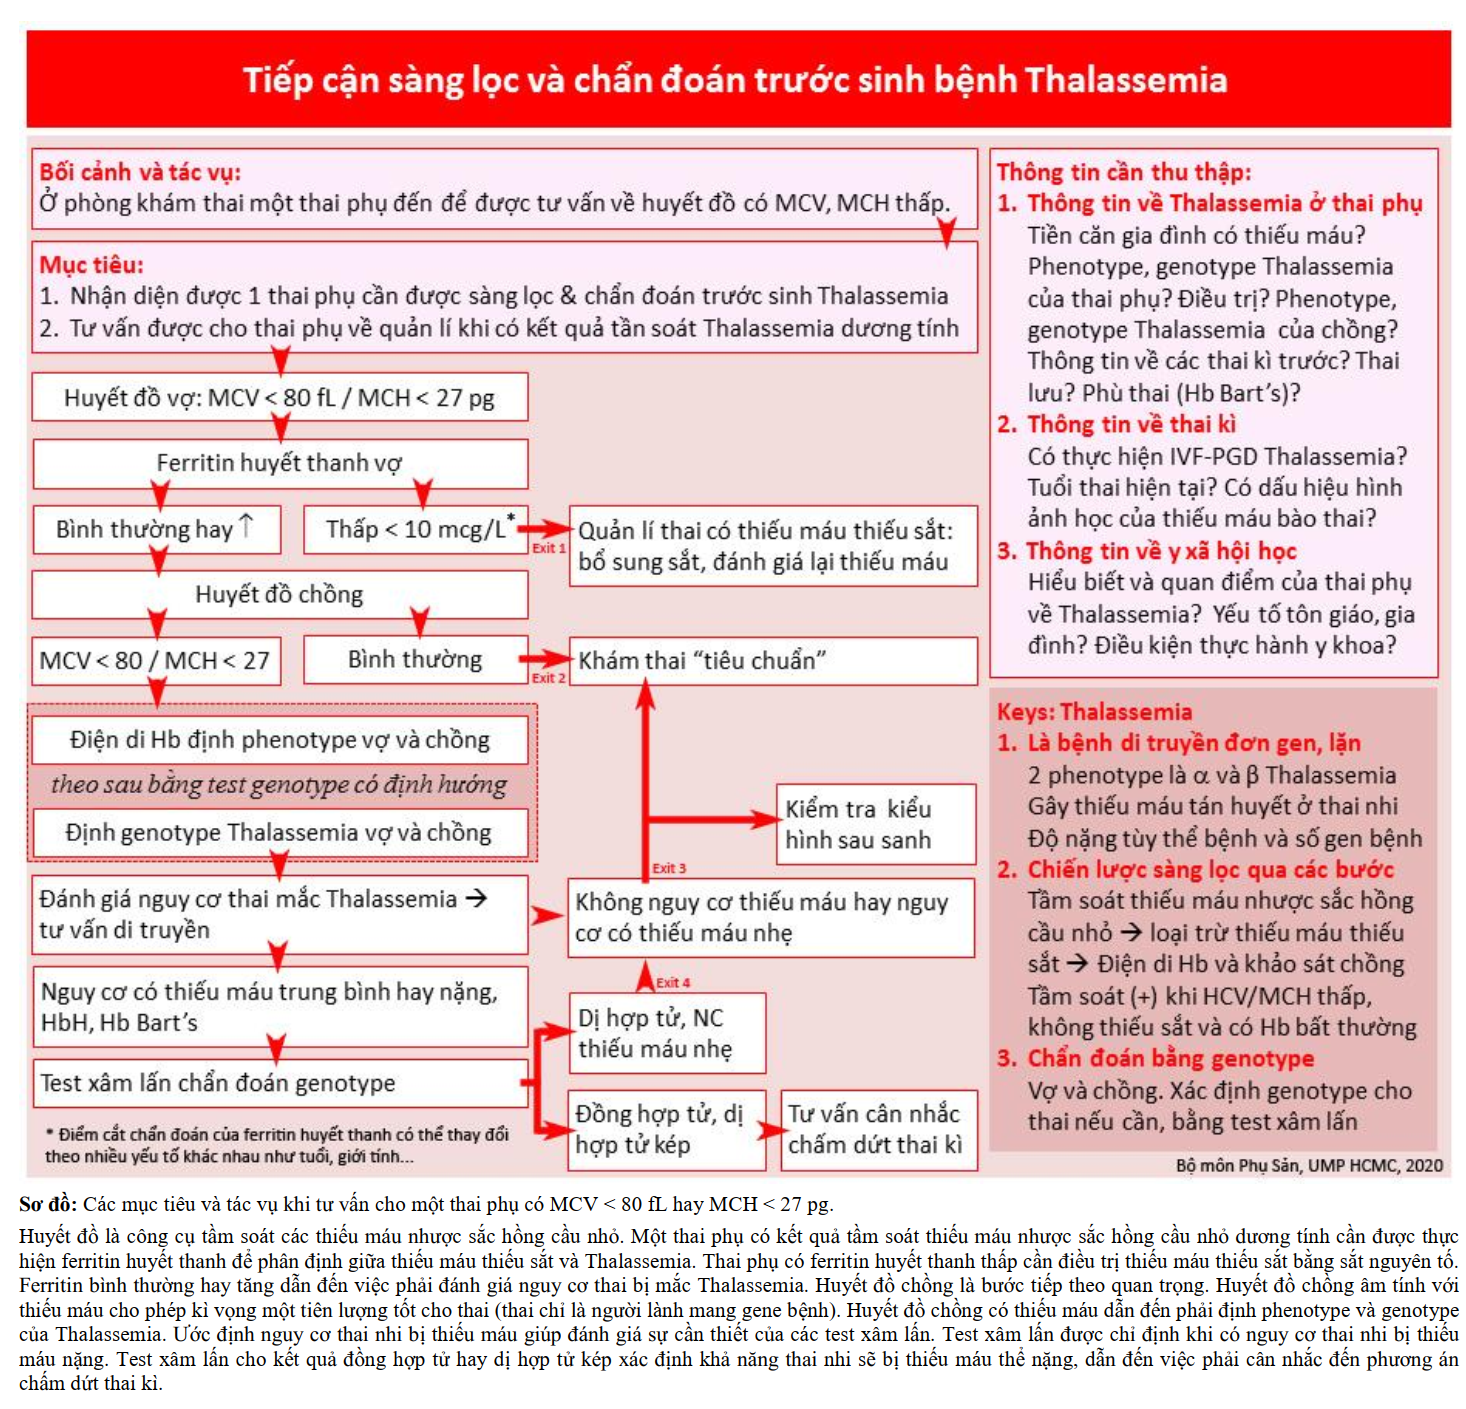 Tiếp cận sàng lọc và chẩn đoán trước sinh bệnh Thalassemia
Bối cảnh và tác vụ:
Ở phòng khám thai một thai phụ đến để được tư vấn về huyết đồ có MCV, MCH thấp.
Mục tiêu:
1. Nhận diện được 1 thai phụ cần được sàng lọc & chẩn đoán trước sinh Thalassemia
2. Tư vấn được cho thai phụ về quản lí khi có kết quả tần soát Thalassemia dương tính
Huyết đồ vợ: MCV < 80 fL / MCH < 27 pg
Ferritin huyết thanh vợ
Bình thường hay ↑
Thấp < 10 mcg/L*
Exit 1
Quản lí thai có thiếu máu thiếu sắt:
bổ sung sắt, đánh giá lại thiếu máu
Huyết đồ chồng
MCV < 80 / MCH < 27
Bình thường
Exit 2
Khám thai “tiêu chuẩn”
Điện di Hb định phenotype vợ và chồng
theo sau bằng test genotype có định hướng
Định genotype Thalassemia vợ và chồng
Kiểm tra kiểu
hình sau sanh
Exit 3
Đánh giá nguy cơ thai mắc Thalassemia →
tư vấn di truyền
Không nguy cơ thiếu máu hay nguy
cơ có thiếu máu nhẹ
Nguy cơ có thiếu máu trung bình hay nặng,
HbH, Hb Bart’s
Exit 4
Dị hợp tử, NC
thiếu máu nhẹ
Test xâm lấn chẩn đoán genotype
Đồng hợp tử, dị
hợp tử kép
Tư vấn cân nhắc
chấm dứt thai kì
* Điểm cắt chẩn đoán của ferritin huyết thanh có thể thay đổi
theo nhiều yếu tố khác nhau như tuổi, giới tính...
Thông tin cần thu thập:
1. Thông tin về Thalassemia ở thai phụ
Tiền căn gia đình có thiếu máu?
Phenotype, genotype Thalassemia
của thai phụ? Điều trị? Phenotype,
genotype Thalassemia của chồng?
Thông tin về các thai kì trước? Thai
lưu? Phù thai (Hb Bart’s)?
2. Thông tin về thai kì
Có thực hiện IVF-PGD Thalassemia?
Tuổi thai hiện tại? Có dấu hiệu hình
ảnh học của thiếu máu bào thai?
3. Thông tin về y xã hội học
Hiểu biết và quan điểm của thai phụ
về Thalassemia? Yếu tố tôn giáo, gia
đình? Điều kiện thực hành y khoa?
Keys: Thalassemia
1. Là bệnh di truyền đơn gen, lặn
2 phenotype là α và β Thalassemia
Gây thiếu máu tán huyết ở thai nhi
Độ nặng tùy thể bệnh và số gen bệnh
2. Chiến lược sàng lọc qua các bước
Tầm soát thiếu máu nhược sắc hồng
cầu nhỏ → loại trừ thiếu máu thiếu
sắt → Điện di Hb và khảo sát chồng
Tầm soát (+) khi HCV/MCH thấp,
không thiếu sắt và có Hb bất thường
3. Chẩn đoán bằng genotype
Vợ và chồng. Xác định genotype cho
thai nếu cần, bằng test xâm lấn
Bộ môn Phụ Sản, UMP HCMC, 2020
Sơ đồ: Các mục tiêu và tác vụ khi tư vấn cho một thai phụ có MCV < 80 fL hay MCH < 27 pg.
Huyết đồ là công cụ tầm soát các thiếu máu nhược sắc hồng cầu nhỏ. Một thai phụ có kết quả tầm soát thiếu máu nhược sắc hồng cầu nhỏ dương tính cần được thực
hiện ferritin huyết thanh để phân định giữa thiếu máu thiếu sắt và Thalassemia. Thai phụ có ferritin huyết thanh thấp cần điều trị thiếu máu thiếu sắt bằng sắt nguyên tố.
Ferritin bình thường hay tăng dẫn đến việc phải đánh giá nguy cơ thai bị mắc Thalassemia. Huyết đồ chồng là bước tiếp theo quan trọng. Huyết đồ chồng âm tính với
thiếu máu cho phép kì vọng một tiên lượng tốt cho thai (thai chỉ là người lành mang gene bệnh). Huyết đồ chồng có thiếu máu dẫn đến phải định phenotype và genotype
của Thalassemia. Ước định nguy cơ thai nhi bị thiếu máu giúp đánh giá sự cần thiết của các test xâm lấn. Test xâm lấn được chỉ định khi có nguy cơ thai nhi bị thiếu
máu nặng. Test xâm lấn cho kết quả đồng hợp tử hay dị hợp tử kép xác định khả năng thai nhi sẽ bị thiếu máu thể nặng, dẫn đến việc phải cân nhắc đến phương án
chấm dứt thai kì.